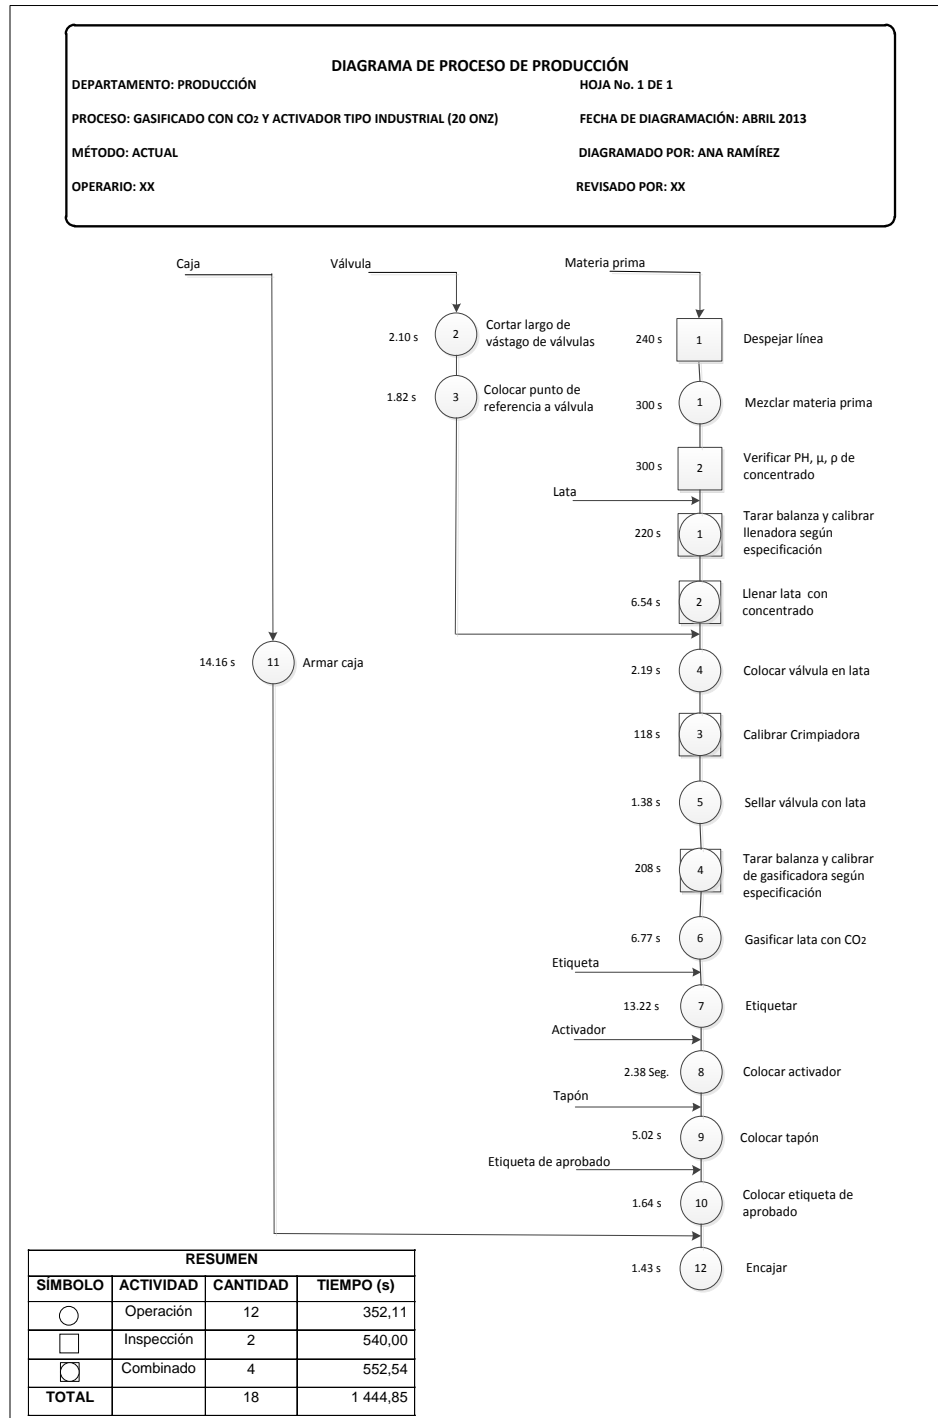 DIAGRAMA DE PROCESO DE PRODUCCIÓN
DEPARTAMENTO: PRODUCCIÓN
HOJA No. 1 DE 1
PROCESO: GASIFICADO CON CO2 Y ACTIVADOR TIPO INDUSTRIAL (20 ONZ)
FECHA DE DIAGRAMACIÓN: ABRIL 2013
MÉTODO: ACTUAL
DIAGRAMADO POR: ANA RAMÍREZ
OPERARIO: XX
REVISADO POR: XX
Caja
Válvula
Materia prima
2.10 s
2
Cortar largo de
vástago de válvulas
240 s
1
Despejar línea
1.82 s
3
Colocar punto de
referencia a válvula
300 s
1
Mezclar materia prima
300 s
2
Verificar PH, μ, ρ de
concentrado
Lata
220 s
1
Tarar balanza y calibrar
llenadora según
especificación
6.54 s
2
Llenar lata con
concentrado
14.16 s
11
Armar caja
2.19 s
4
Colocar válvula en lata
118 s
3
Calibrar Crimpiadora
1.38 s
5
Sellar válvula con lata
208 s
4
Tarar balanza y calibrar
de gasificadora según
especificación
6.77 s
6
Gasificar lata con CO2
Etiqueta
13.22 s
7
Etiquetar
Activador
2.38 Seg.
8
Colocar activador
Tapón
5.02 s
9
Colocar tapón
Etiqueta de aprobado
1.64 s
10
Colocar etiqueta de
aprobado
1.43 s
12
Encajar
RESUMEN
SÍMBOLO ACTIVIDAD CANTIDAD TIEMPO (s)
Operación 12 352,11
Inspección 2 540,00
Combinado 4 552,54
TOTAL 18 1 444,85